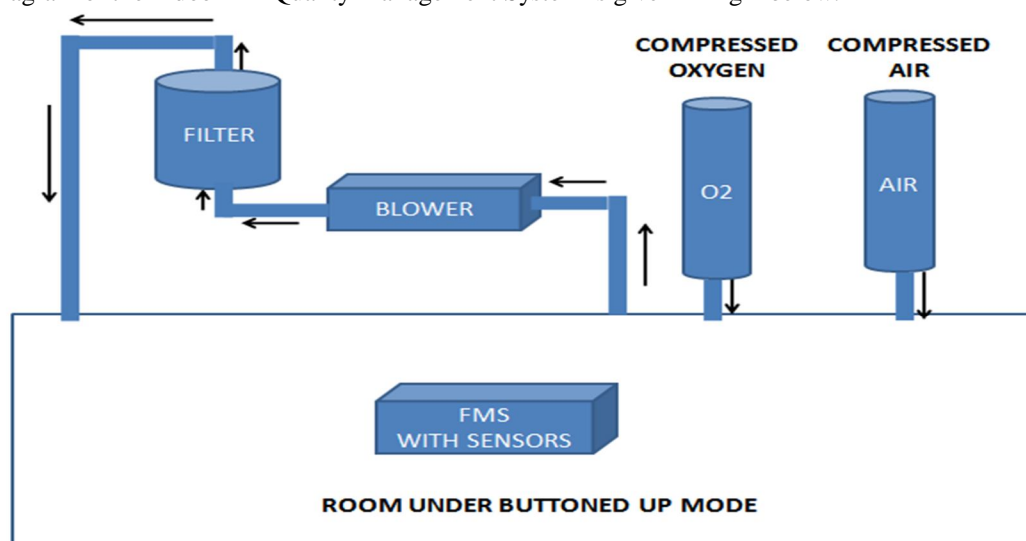 COMPRESSED
OXYGEN
COMPRESSED
AIR
FILTER
O2
AIR
BLOWER
FMS
WITH SENSORS
ROOM UNDER BUTTONED UP MODE